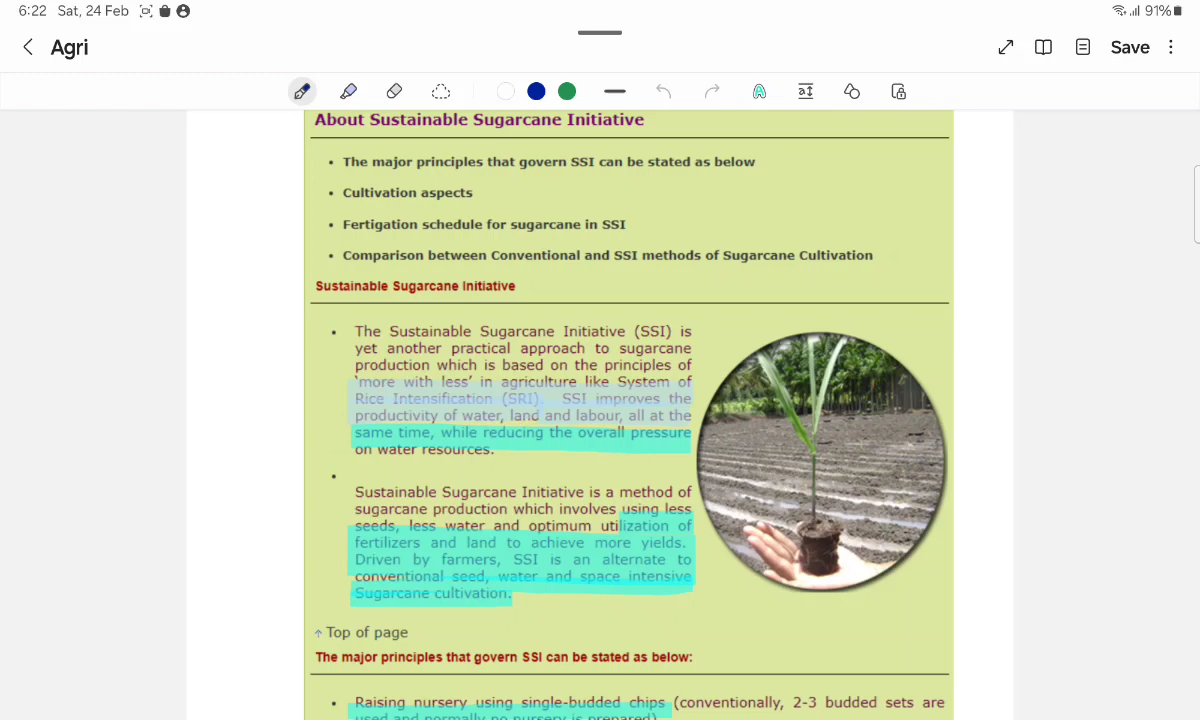 6:22 Sat, 24 Feb 91%
Agri Save
About Sustainable Sugarcane Initiative
• The major principles that govern SSI can be stated as below
• Cultivation aspects
• Fertigation schedule for sugarcane in SSI
• Comparison between Conventional and SSI methods of Sugarcane Cultivation
Sustainable Sugarcane Initiative
• The Sustainable Sugarcane Initiative (SSI) is
yet another practical approach to sugarcane
production which is based on the principles of
‘more with less’ in agriculture like System of
Rice Intensification (SRI). SSI improves the
productivity of water, land and labour, all at the
same time, while reducing the overall pressure
on water resources.
•
Sustainable Sugarcane Initiative is a method of
sugarcane production which involves using less
seeds, less water and optimum utilization of
fertilizers and land to achieve more yields.
Driven by farmers, SSI is an alternate to
conventional seed, water and space intensive
Sugarcane cultivation.
↑ Top of page
The major principles that govern SSI can be stated as below:
• Raising nursery using single-budded chips (conventionally, 2-3 budded sets are
used and normally no nursery is prepared)